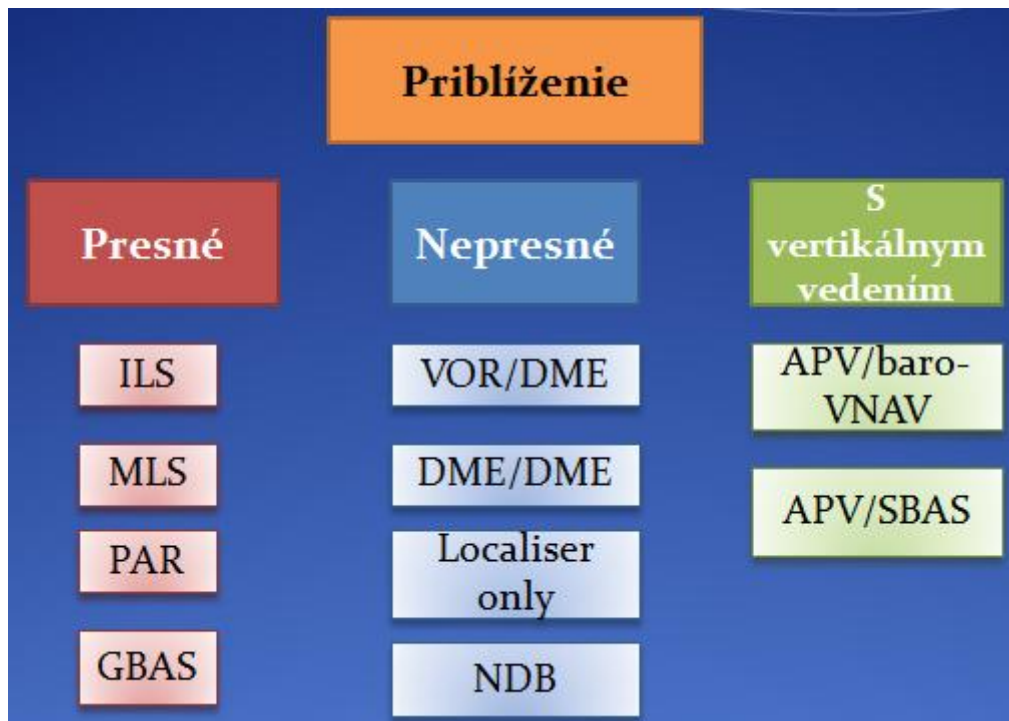 Priblíženie
Presné
ILS
MLS
PAR
GBAS
Nepresné
VOR/DME
DME/DME
Localiser
only
NDB
S
vertikálnym
vedením
APV/baro-
VNAV
APV/SBAS